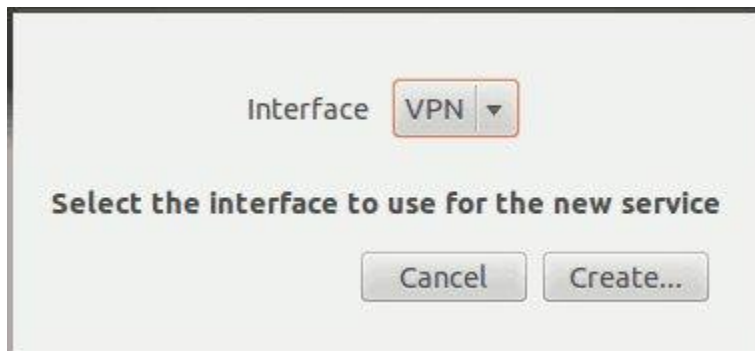 Interface VPN
Select the interface to use for the new service
Cancel Create...